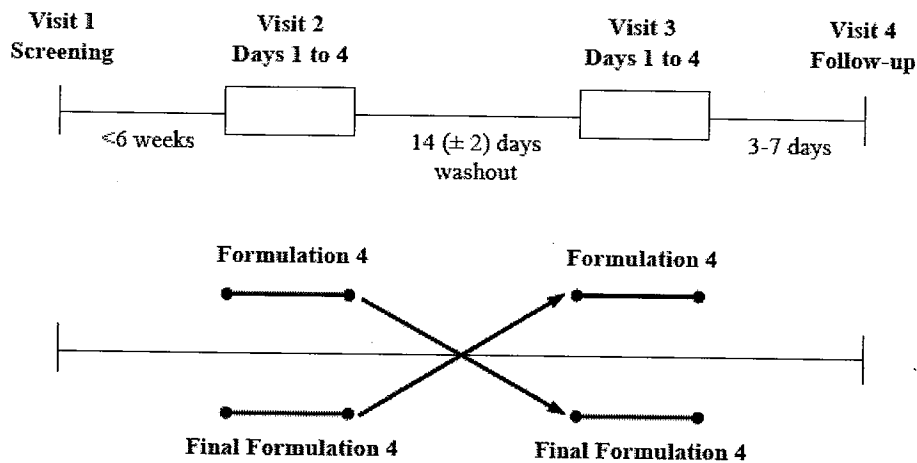 Visit 1
Screening
Visit 2
Days 1 to 4
Visit 3
Days 1 to 4
Visit 4
Follow-up
<6 weeks
14 (± 2) days
washout
3-7 days
Formulation 4
Formulation 4
Final Formulation 4
Final Formulation 4